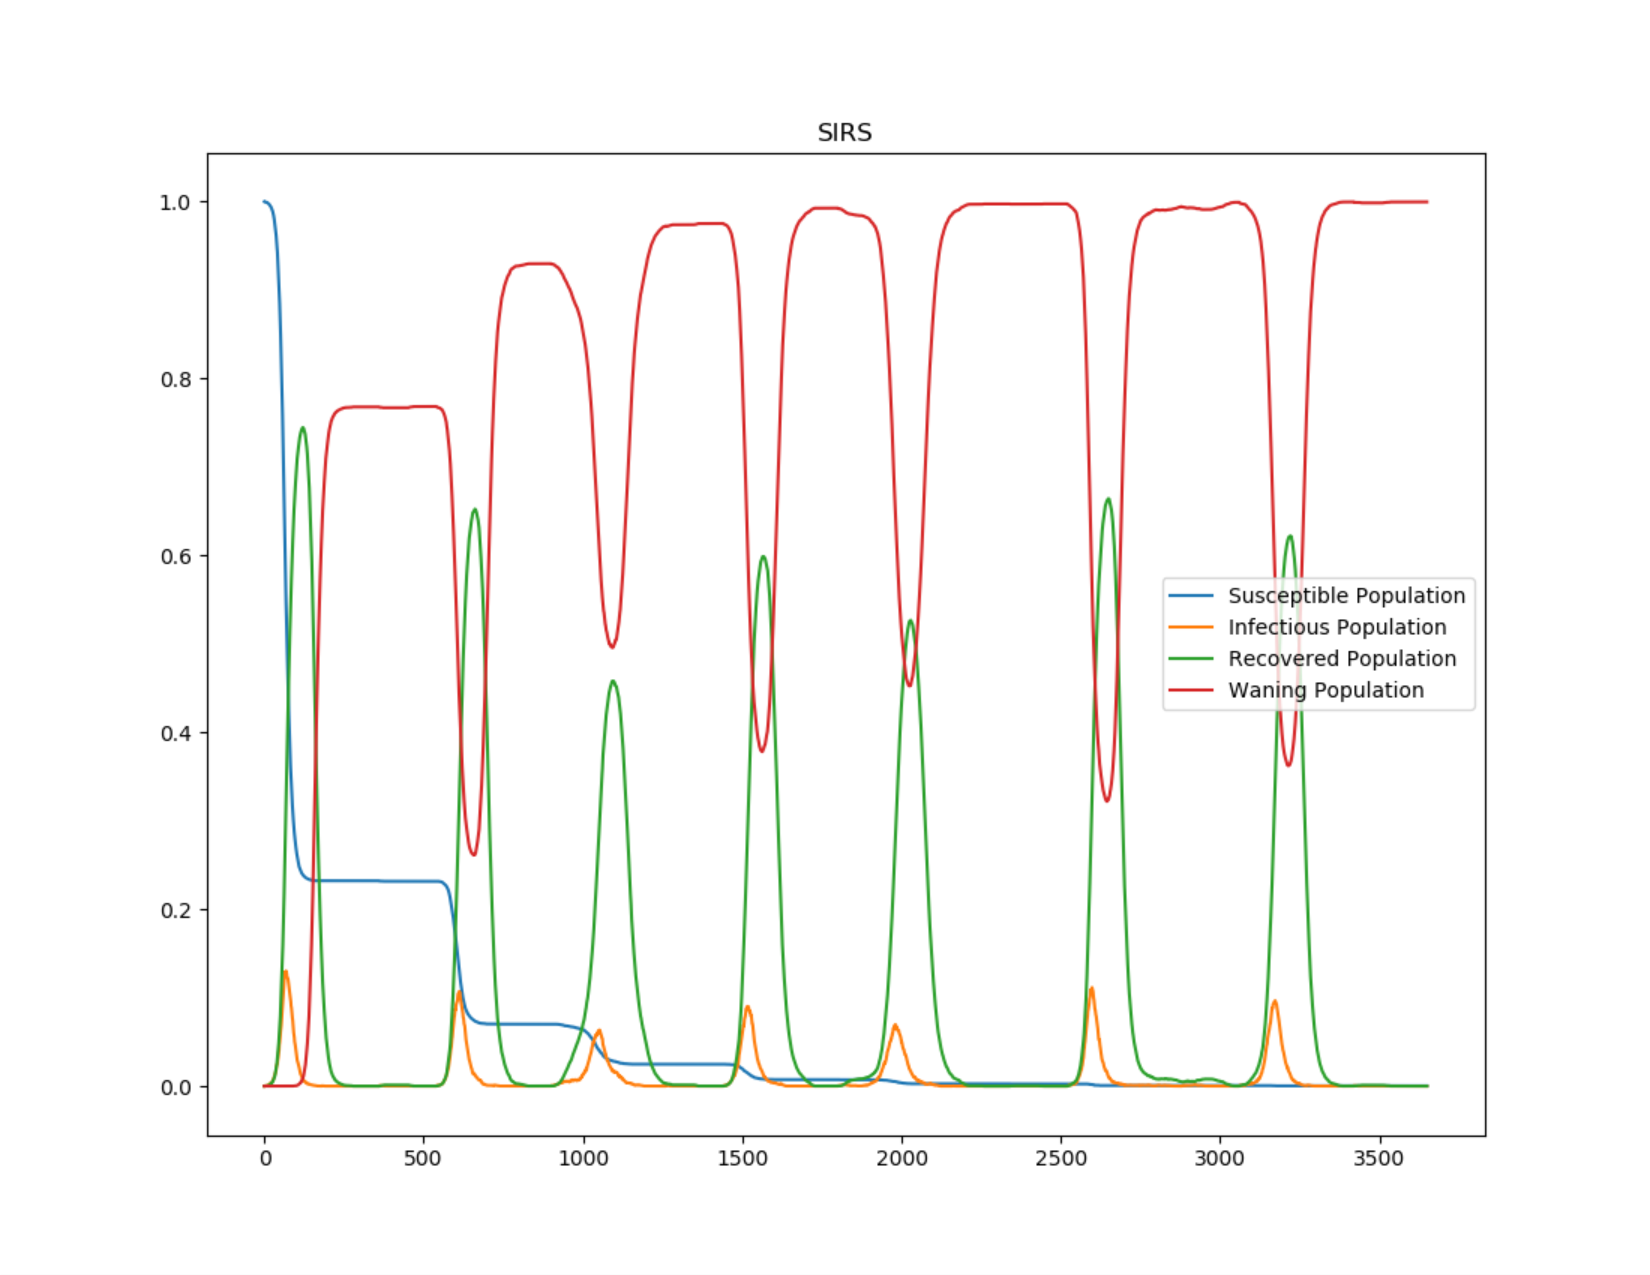 SIRS
1.0
0.8
0.6
0.4
0.2
0.0
Susceptible Population
Infectious Population
Recovered Population
Waning Population
0 500 1000 1500 2000 2500 3000 3500